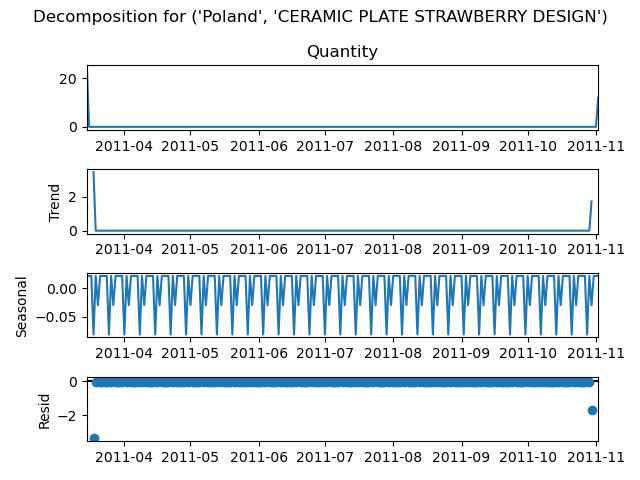 Decomposition for ('Poland', 'CERAMIC PLATE STRAWBERRY DESIGN')
Quantity
20
0
2011-04 2011-05 2011-06 2011-07 2011-08 2011-09 2011-10 2011-11
Trend
2
0
2011-04 2011-05 2011-06 2011-07 2011-08 2011-09 2011-10 2011-11
Seasonal
0.00
−0.05
2011-04 2011-05 2011-06 2011-07 2011-08 2011-09 2011-10 2011-11
Resid
0
−2
2011-04 2011-05 2011-06 2011-07 2011-08 2011-09 2011-10 2011-11